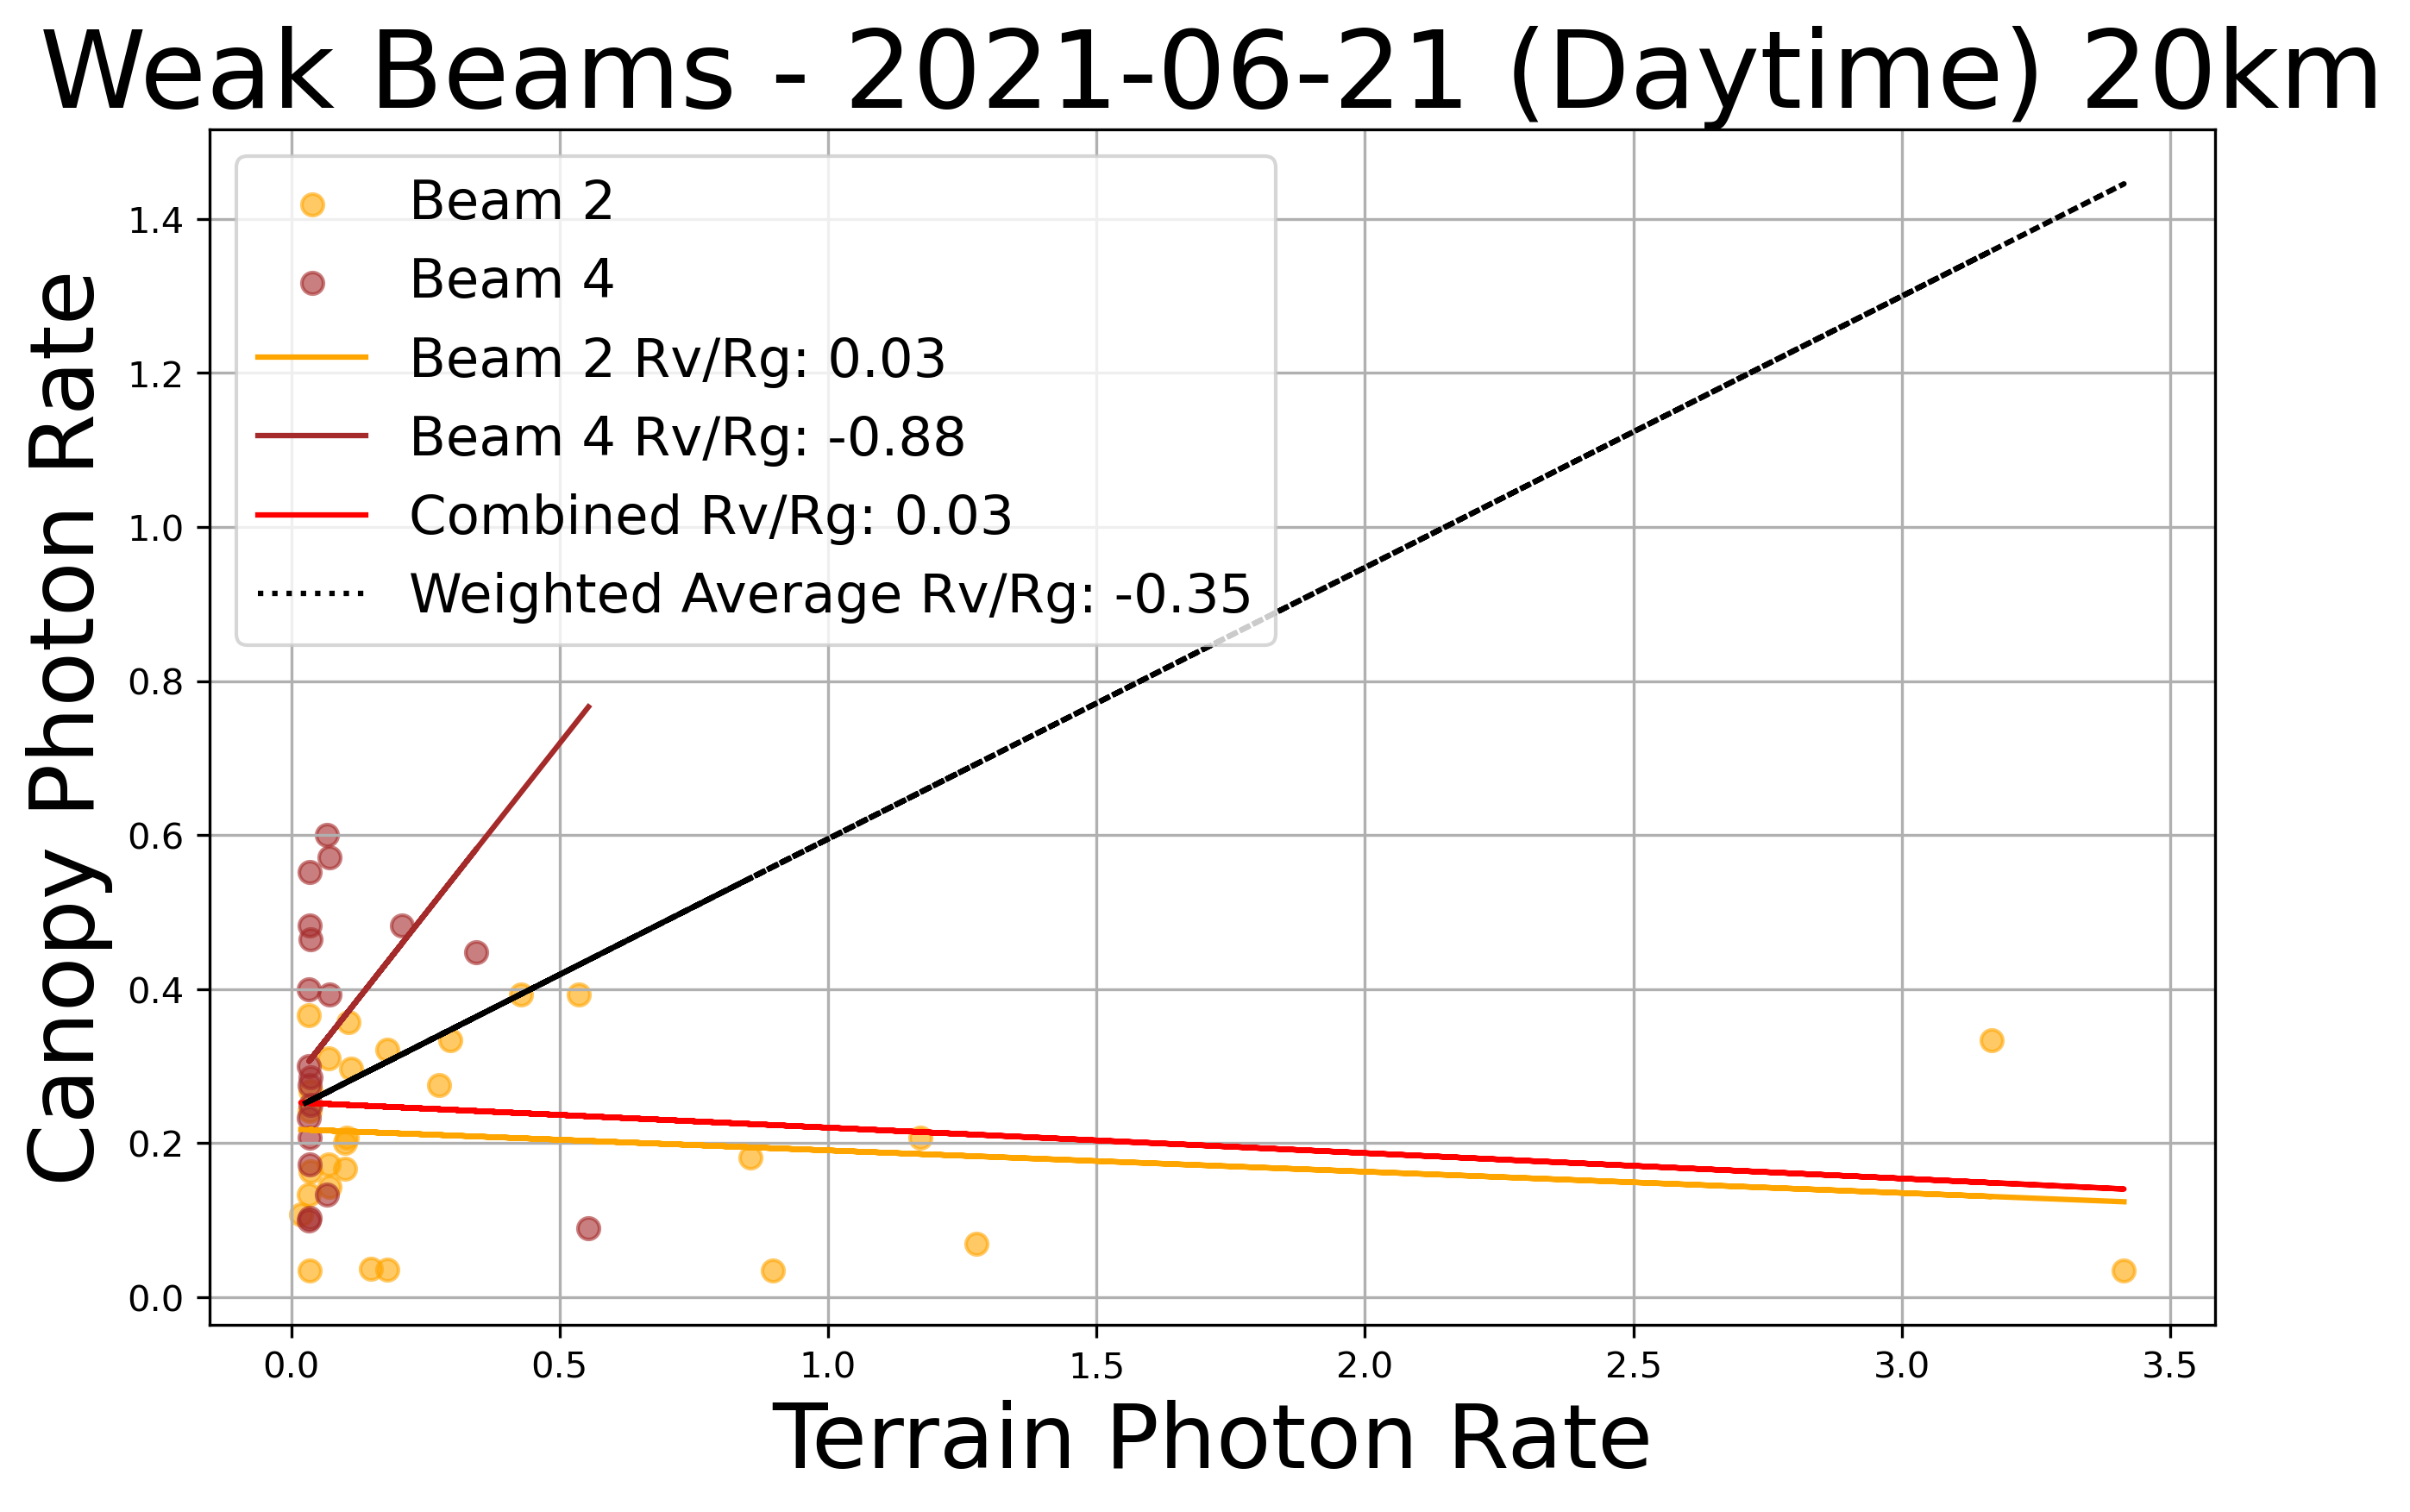 Weak Beams - 2021-06-21 (Daytime) 20km
Canopy Photon Rate
1.4
1.2
1.0
0.8
0.6
0.4
0.2
0.0
Beam 2
Beam 4
Beam 2 Rv/Rg: 0.03
Beam 4 Rv/Rg: -0.88
Combined Rv/Rg: 0.03
Weighted Average Rv/Rg: -0.35
0.0 0.5 1.0 1.5 2.0 2.5 3.0 3.5
Terrain Photon Rate